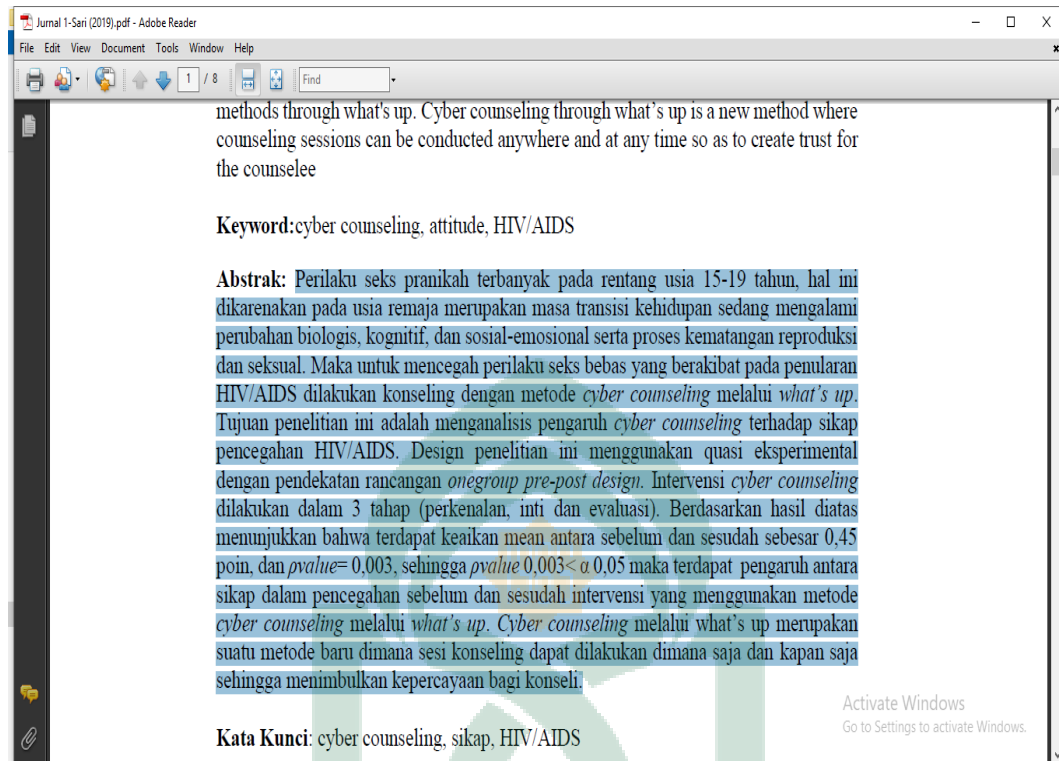 Jurnal 1-Sari (2019).pdf - Adobe Reader
File Edit View Document Tools Window Help
1 / 8 Find
methods through what's up. Cyber counseling through what's up is a new method where
counseling sessions can be conducted anywhere and at any time so as to create trust for
the counselee
Keyword:cyber counseling, attitude, HIV/AIDS
Abstrak: Perilaku seks pranikah terbanyak pada rentang usia 15-19 tahun, hal ini
dikarenakan pada usia remaja merupakan masa transisi kehidupan sedang mengalami
perubahan biologis, kognitif, dan sosial-emosional serta proses kematangan reproduksi
dan seksual. Maka untuk mencegah perilaku seks bebas yang berakibat pada penularan
HIV/AIDS dilakukan konseling dengan metode cyber counseling melalui what's up.
Tujuan penelitian ini adalah menganalisis pengaruh cyber counseling terhadap sikap
pencegahan HIV/AIDS. Design penelitian ini menggunakan quasi eksperimental
dengan pendekatan rancangan onegroup pre-post design. Intervensi cyber counseling
dilakukan dalam 3 tahap (perkenalan, inti dan evaluasi). Berdasarkan hasil diatas
menunjukkan bahwa terdapat keaikan mean antara sebelum dan sesudah sebesar 0,45
poin, dan ρvalue= 0,003, sehingga ρvalue 0,003< α 0,05 maka terdapat pengaruh antara
sikap dalam pencegahan sebelum dan sesudah intervensi yang menggunakan metode
cyber counseling melalui what's up. Cyber counseling melalui what's up merupakan
suatu metode baru dimana sesi konseling dapat dilakukan dimana saja dan kapan saja
sehingga menimbulkan kepercayaan bagi konseli.
Kata Kunci: cyber counseling, sikap, HIV/AIDS
Activate Windows
Go to Settings to activate Windows.